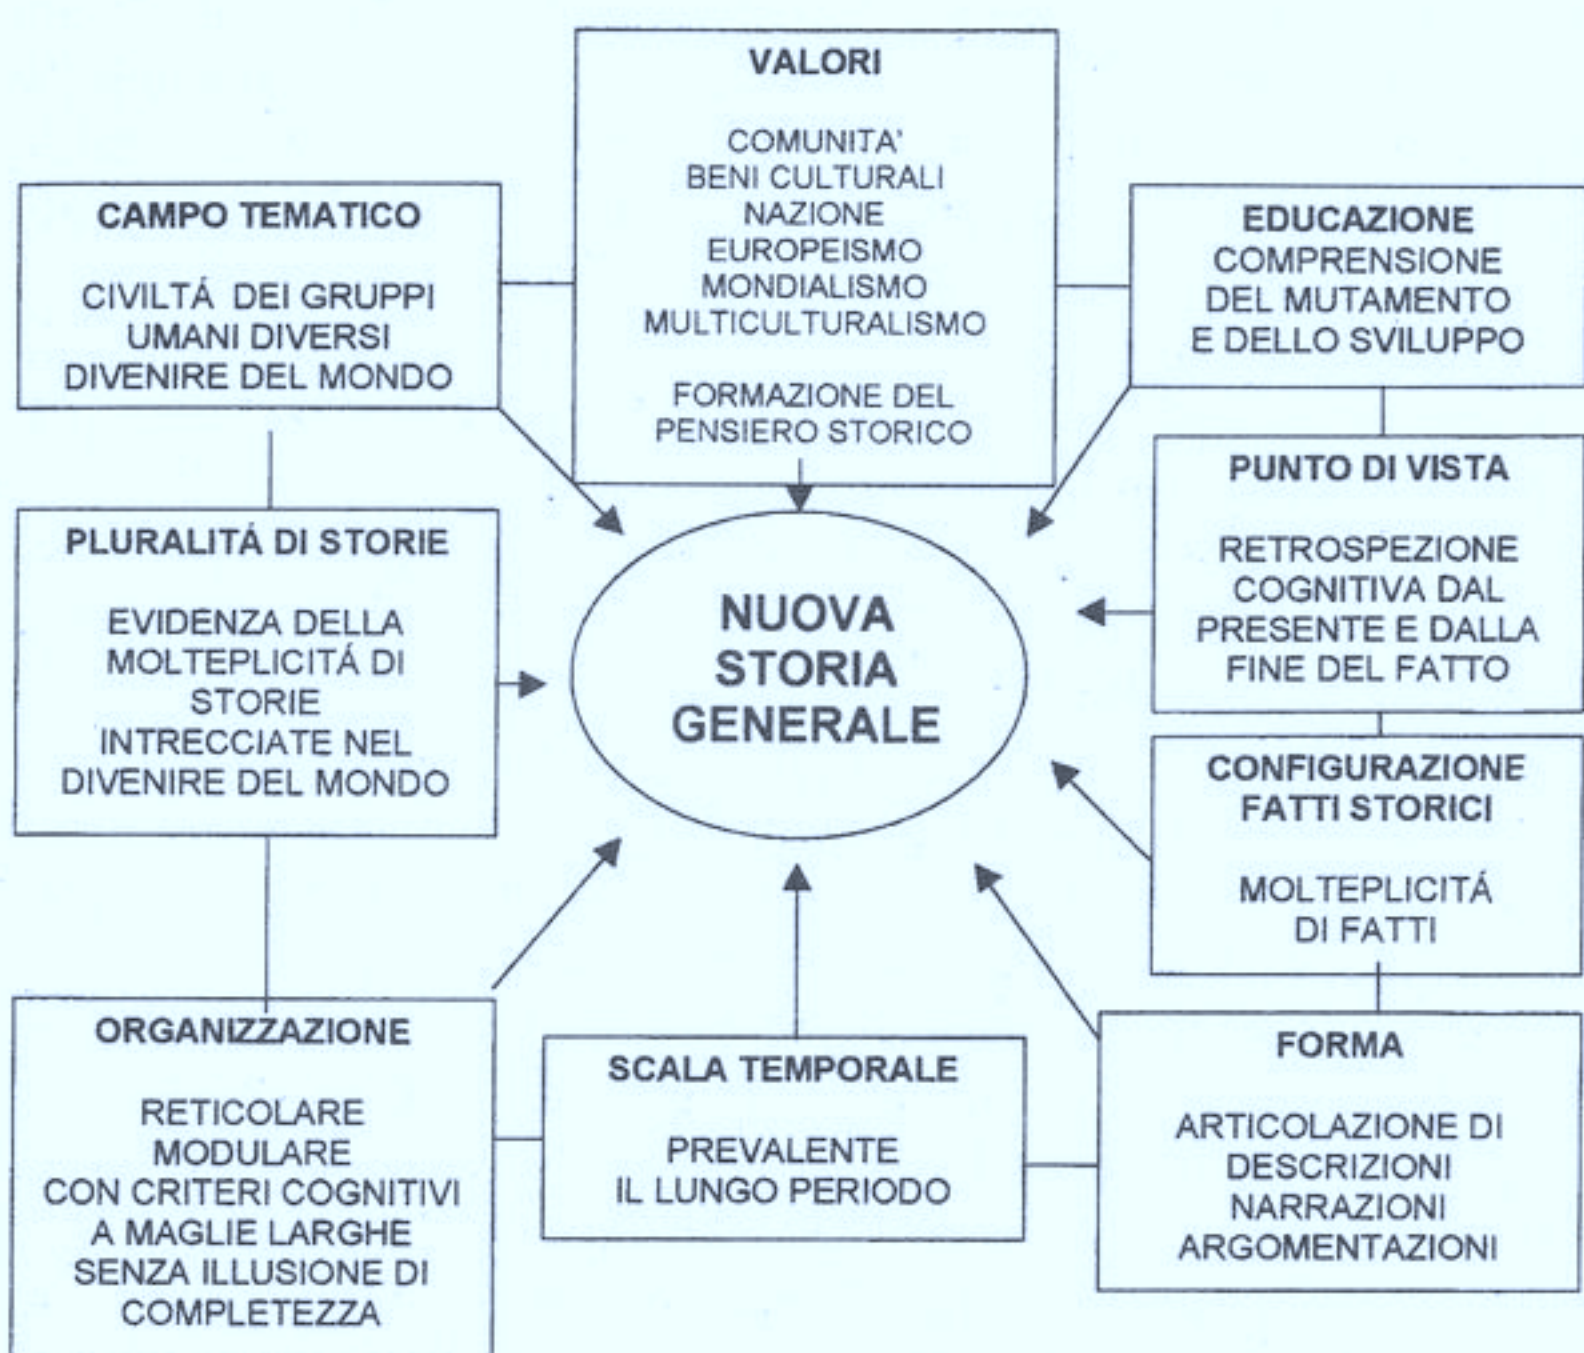 VALORI
COMUNITA'
BENI CULTURALI
NAZIONE
EUROPEISMO
MONDIALISMO
MULTICULTURALISMO
FORMAZIONE DEL
PENSIERO STORICO
CAMPO TEMATICO
CIVILTÁ DEI GRUPPI
UMANI DIVERSI
DIVENIRE DEL MONDO
EDUCAZIONE
COMPRENSIONE
DEL MUTAMENTO
E DELLO SVILUPPO
PLURALITÁ DI STORIE
EVIDENZA DELLA
MOLTEPLICITÁ DI
STORIE
INTRECCIATE NEL
DIVENIRE DEL MONDO
NUOVA
STORIA
GENERALE
PUNTO DI VISTA
RETROSPEZIONE
COGNITIVA DAL
PRESENTE E DALLA
FINE DEL FATTO
CONFIGURAZIONE
FATTI STORICI
MOLTEPLICITÁ
DI FATTI
ORGANIZZAZIONE
RETICOLARE
MODULARE
CON CRITERI COGNITIVI
A MAGLIE LARGHE
SENZA ILLUSIONE DI
COMPLETEZZA
SCALA TEMPORALE
PREVALENTE
IL LUNGO PERIODO
FORMA
ARTICOLAZIONE DI
DESCRIZIONI
NARRAZIONI
ARGOMENTAZIONI